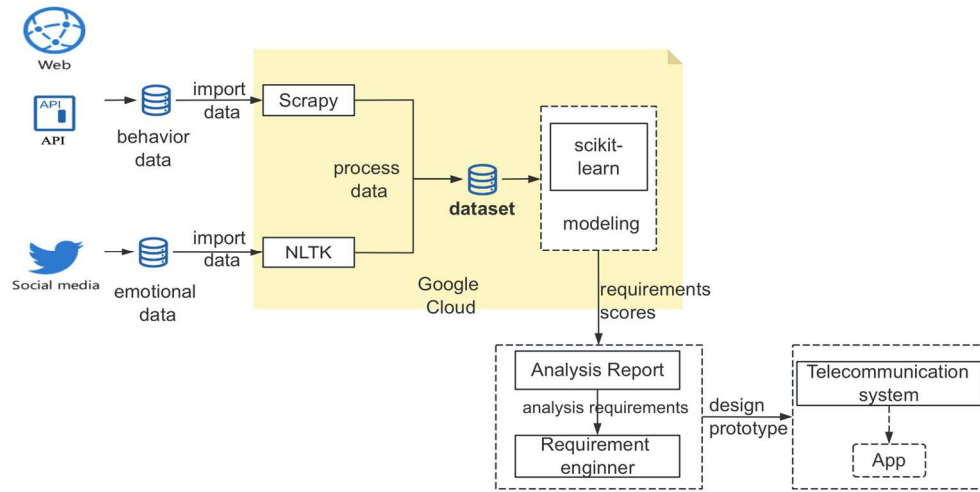 Web
API
API
behavior
data
import
data
Scrapy
process
data
dataset
scikit-
learn
modeling
Social media
emotional
data
import
data
NLTK
Google
Cloud
requirements
scores
Analysis Report
analysis requirements
Requirement
enginner
design
prototype
Telecommunication
system
App